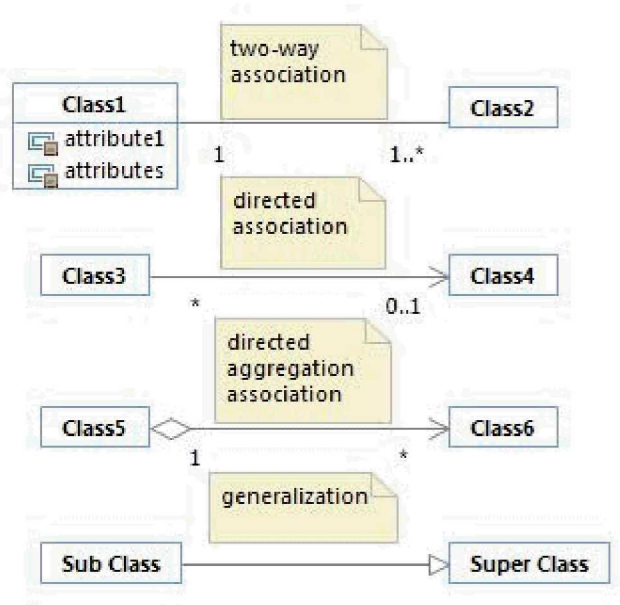 two-way
association
Class1
attribute1
attributes
Class2
1
1..*
directed
association
Class3
Class4
*
0..1
directed
aggregation
association
Class5
Class6
1
*
generalization
Sub Class
Super Class